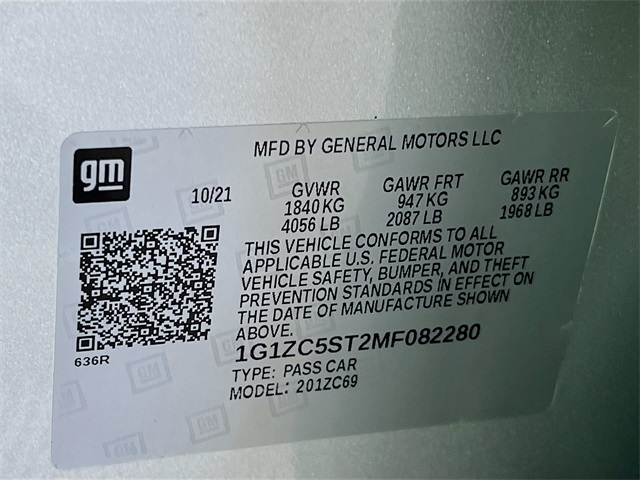 gm
MFD BY GENERAL MOTORS LLC
10/21 GVWR GAWR FRT GAWR RR
1840 KG 947 KG 893 KG
4056 LB 2087 LB 1968 LB
THIS VEHICLE CONFORMS TO ALL
APPLICABLE U.S. FEDERAL MOTOR
VEHICLE SAFETY, BUMPER, AND THEFT
PREVENTION STANDARDS IN EFFECT ON
THE DATE OF MANUFACTURE SHOWN
ABOVE.
636R
1G1ZC5ST2MF082280
TYPE: PASS CAR
MODEL: 201ZC69